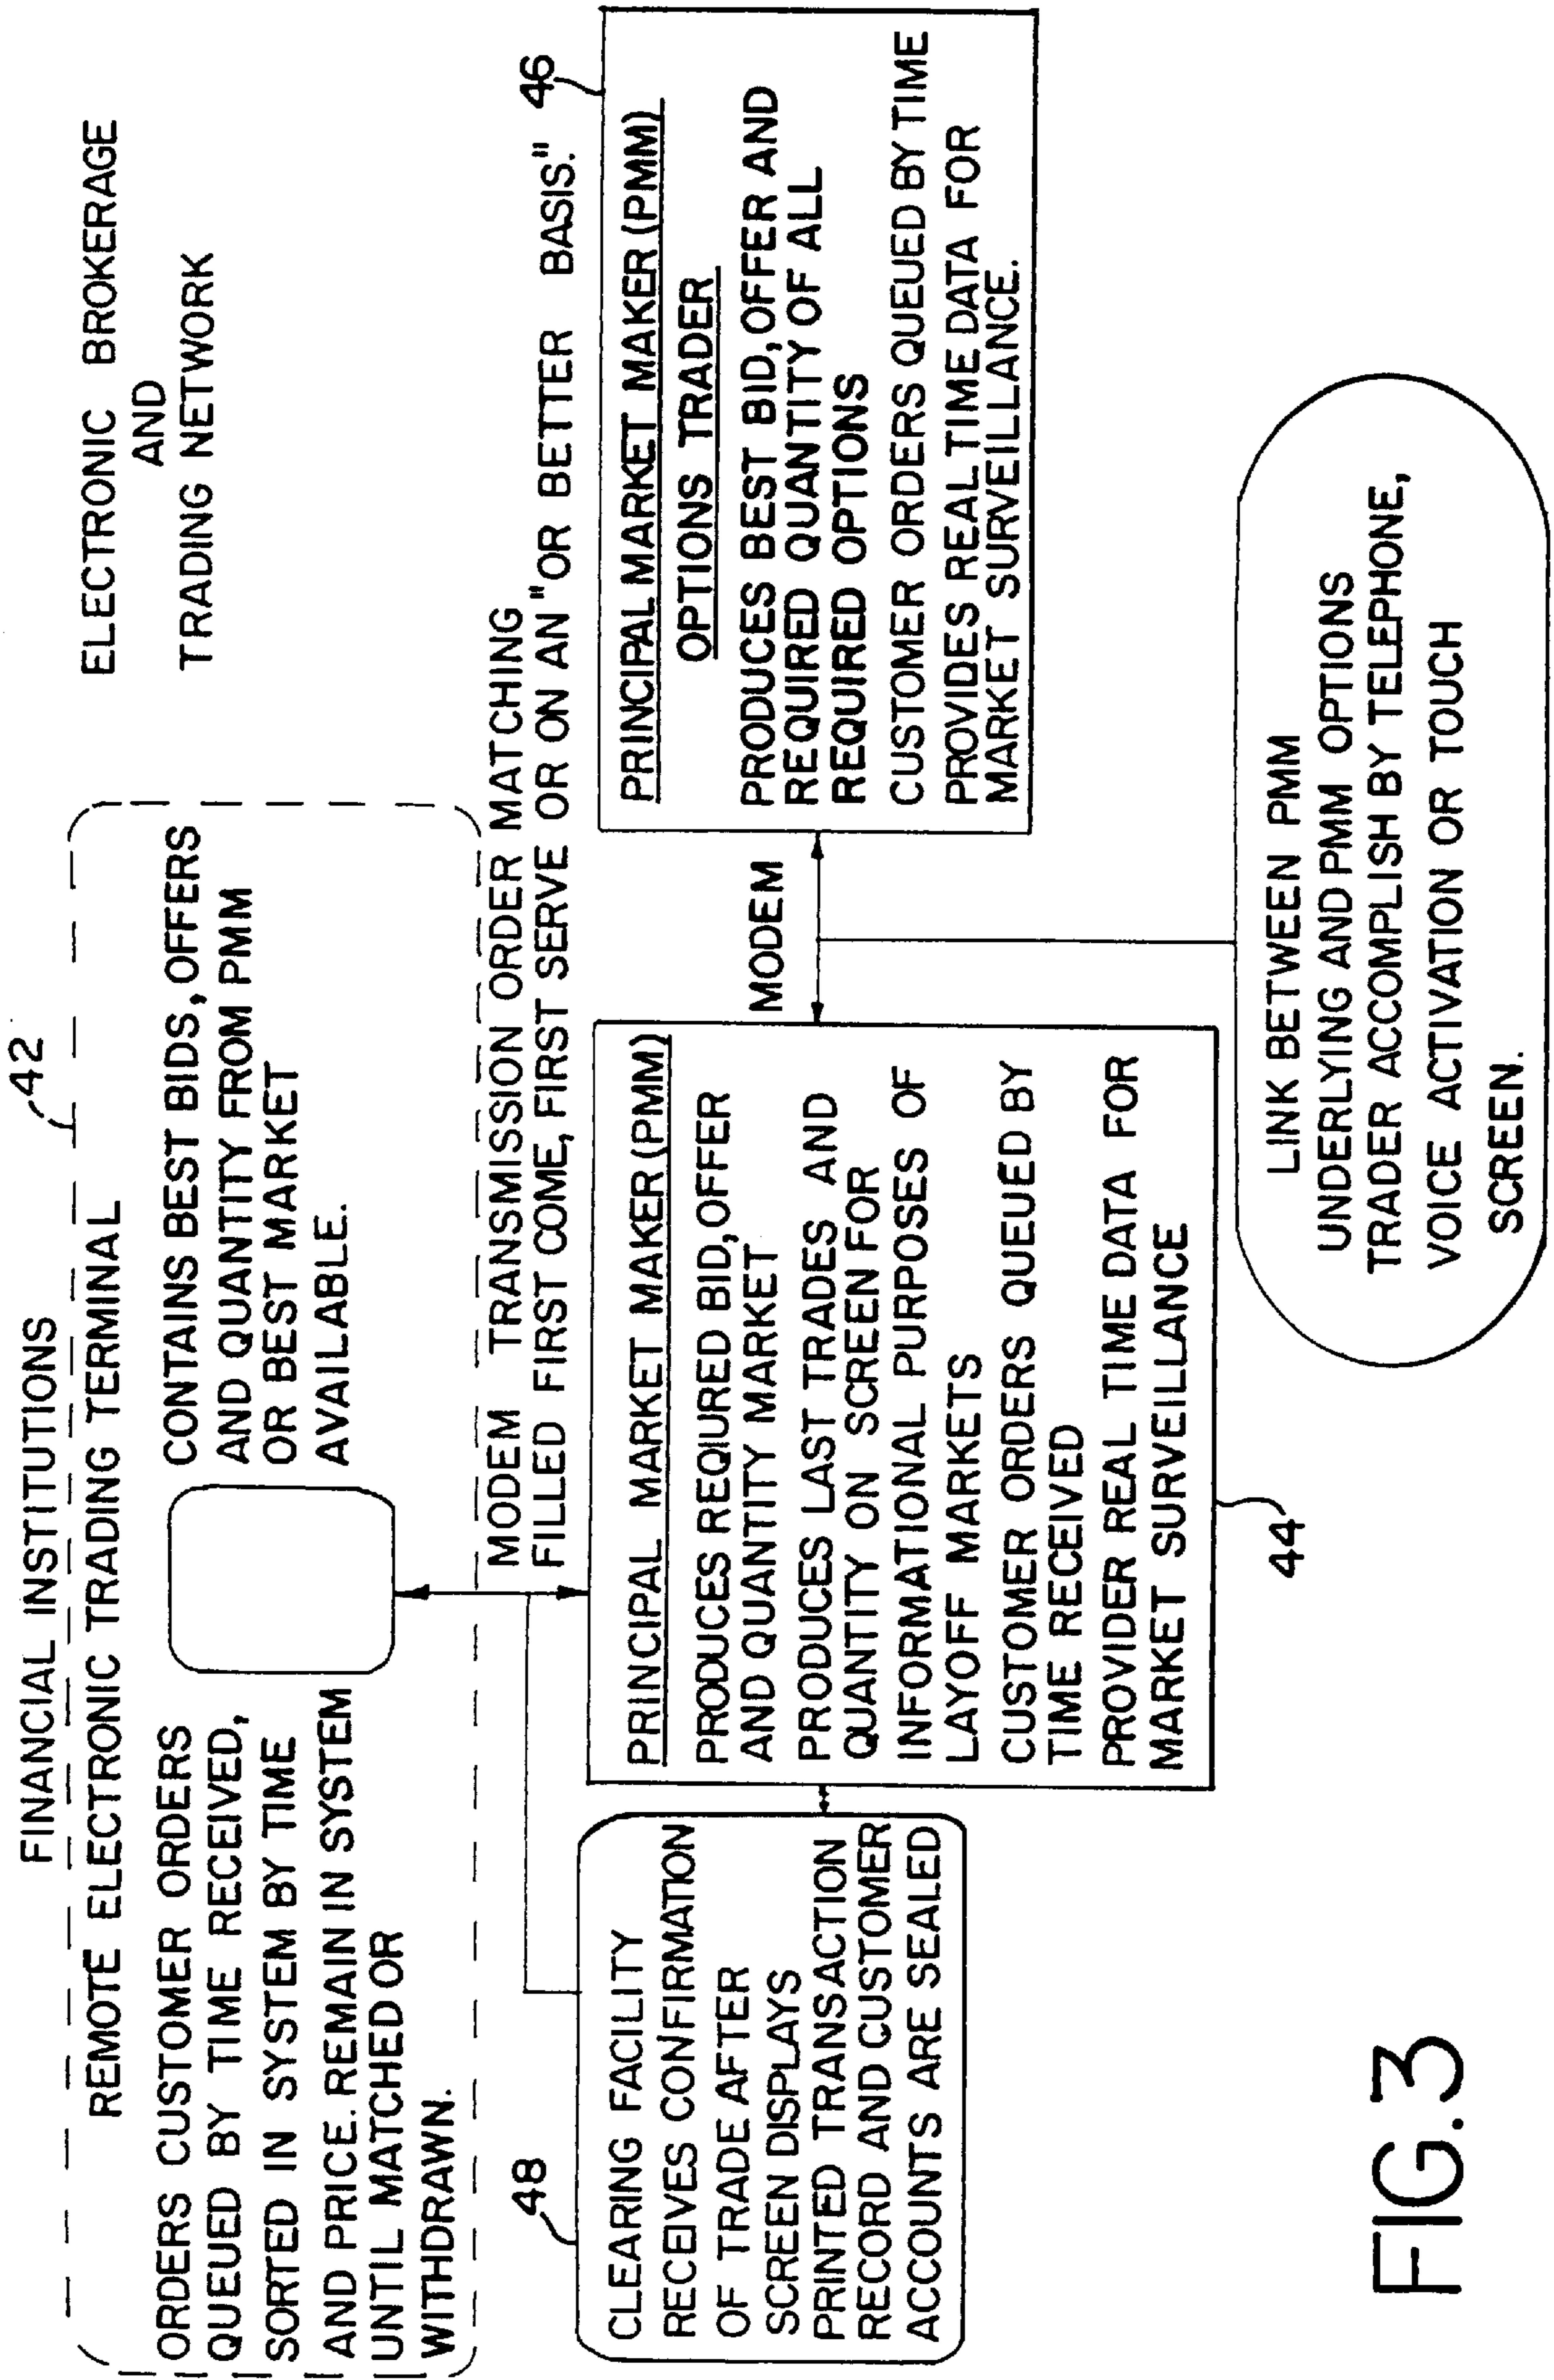 ELECTRONIC BROKERAGE
AND
TRADING NETWORK
FINANCIAL INSTITUTIONS
42
REMOTE ELECTRONIC TRADING TERMINAL
ORDERS CUSTOMER ORDERS
QUEUED BY TIME RECEIVED,
SORTED IN SYSTEM BY TIME
AND PRICE. REMAIN IN SYSTEM
UNTIL MATCHED OR
WITHDRAWN.
CONTAINS BEST BIDS, OFFERS
AND QUANTITY FROM PMM
OR BEST MARKET
AVAILABLE.
MODEM TRANSMISSION ORDER MATCHING
FILLED FIRST COME, FIRST SERVE OR ON AN "OR BETTER BASIS."
48
CLEARING FACILITY
RECEIVES CONFIRMATION
OF TRADE AFTER
SCREEN DISPLAYS
PRINTED TRANSACTION
RECORD AND CUSTOMER
ACCOUNTS ARE SEALED
PRINCIPAL MARKET MAKER (PMM)
PRODUCES REQIURED BID, OFFER
AND QUANTITY MARKET
PRODUCES LAST TRADES AND
QUANTITY ON SCREEN FOR
INFORMATIONAL PURPOSES OF
LAYOFF MARKETS
CUSTOMER ORDERS QUEUED BY
TIME RECEIVED
PROVIDER REAL TIME DATA FOR
MARKET SURVEILLANCE
44
MODEM
46
PRINCIPAL MARKET MAKER (PMM)
OPTIONS TRADER
PRODUCES BEST BID, OFFER AND
REQUIRED QUANTITY OF ALL
REQUIRED OPTIONS
CUSTOMER ORDERS QUEUED BY TIME
PROVIDES REAL TIME DATA FOR
MARKET SURVEILLANCE.
LINK BETWEEN PMM
UNDERLYING AND PMM OPTIONS
TRADER ACCOMPLISH BY TELEPHONE,
VOICE ACTIVATION OR TOUCH
SCREEN.
FIG.3